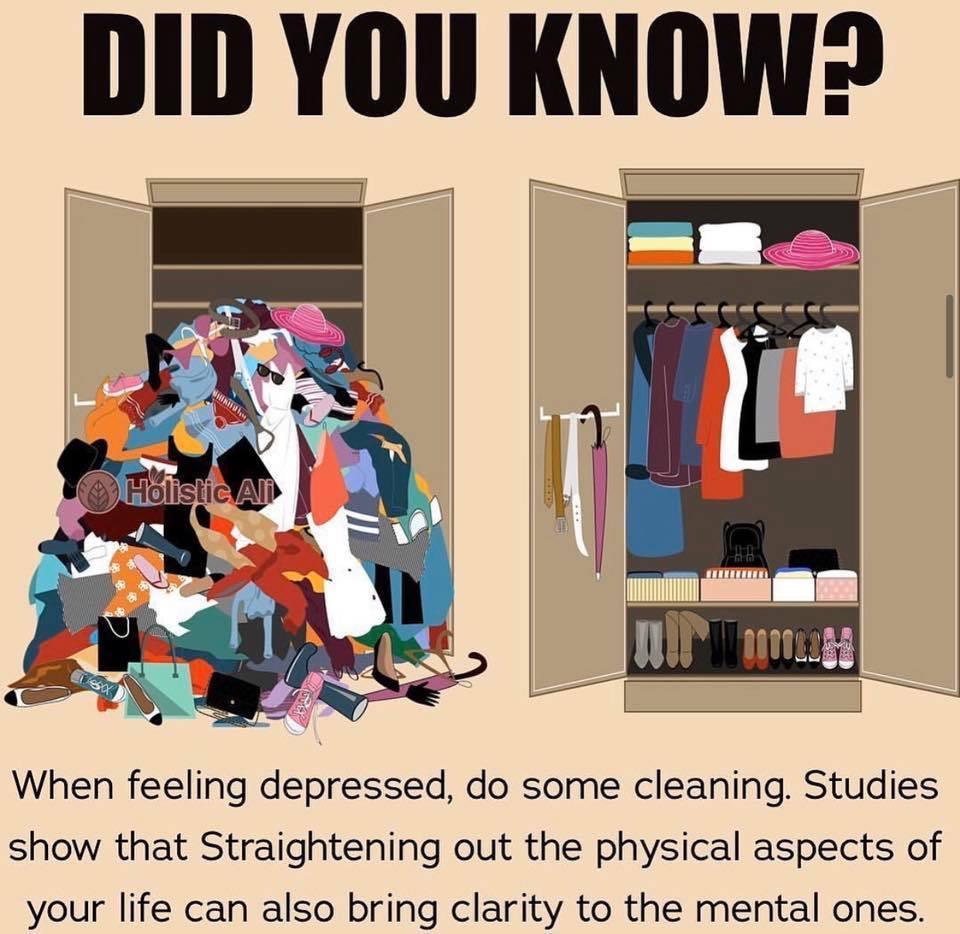 DID YOU KNOW?
Holistic Ali
When feeling depressed, do some cleaning. Studies
show that Straightening out the physical aspects of
your life can also bring clarity to the mental ones.